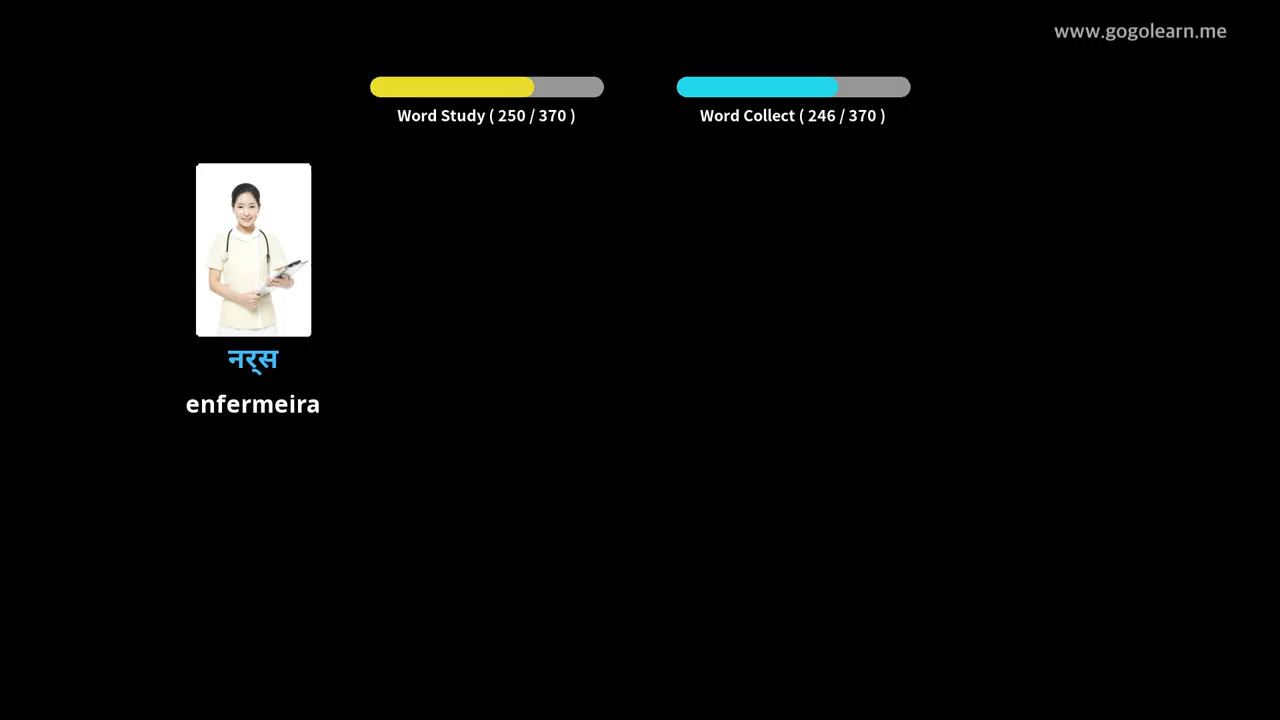 www.gogolearn.me
Word Study ( 250 / 370 )
Word Collect ( 246 / 370 )
नर्स
enfermeira